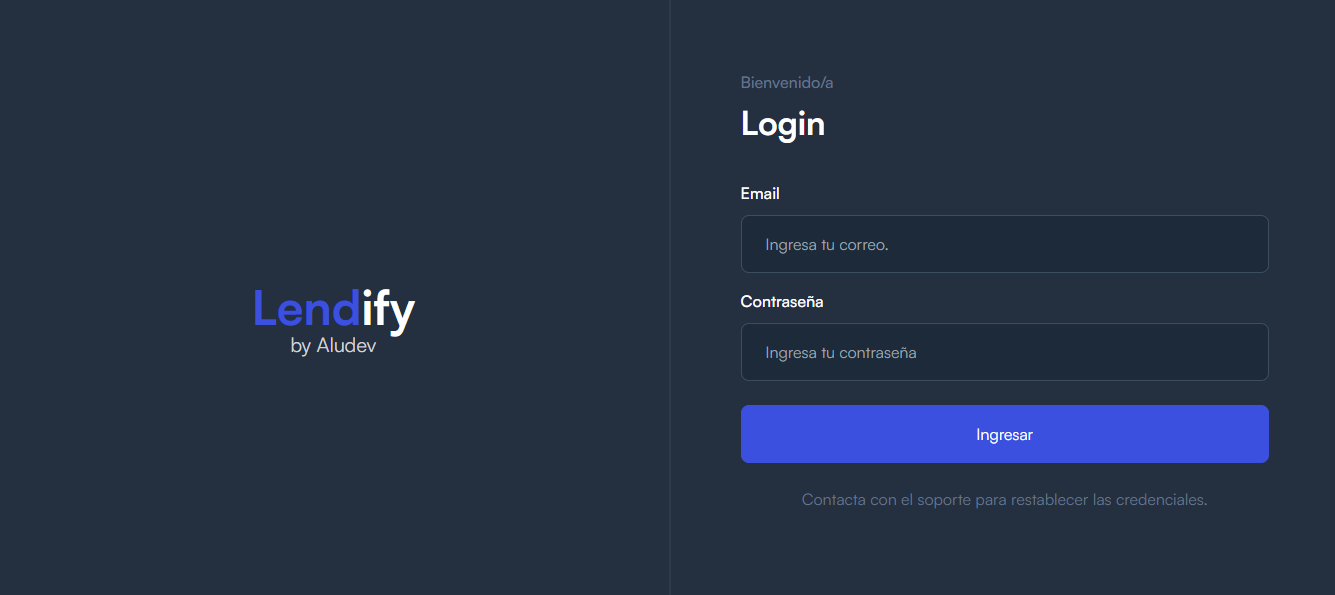 Lendify
by Aludev
Bienvenido/a
Login
Email
Ingresa tu correo.
Contraseña
Ingresa tu contraseña
Ingresar
Contacta con el soporte para restablecer las credenciales.